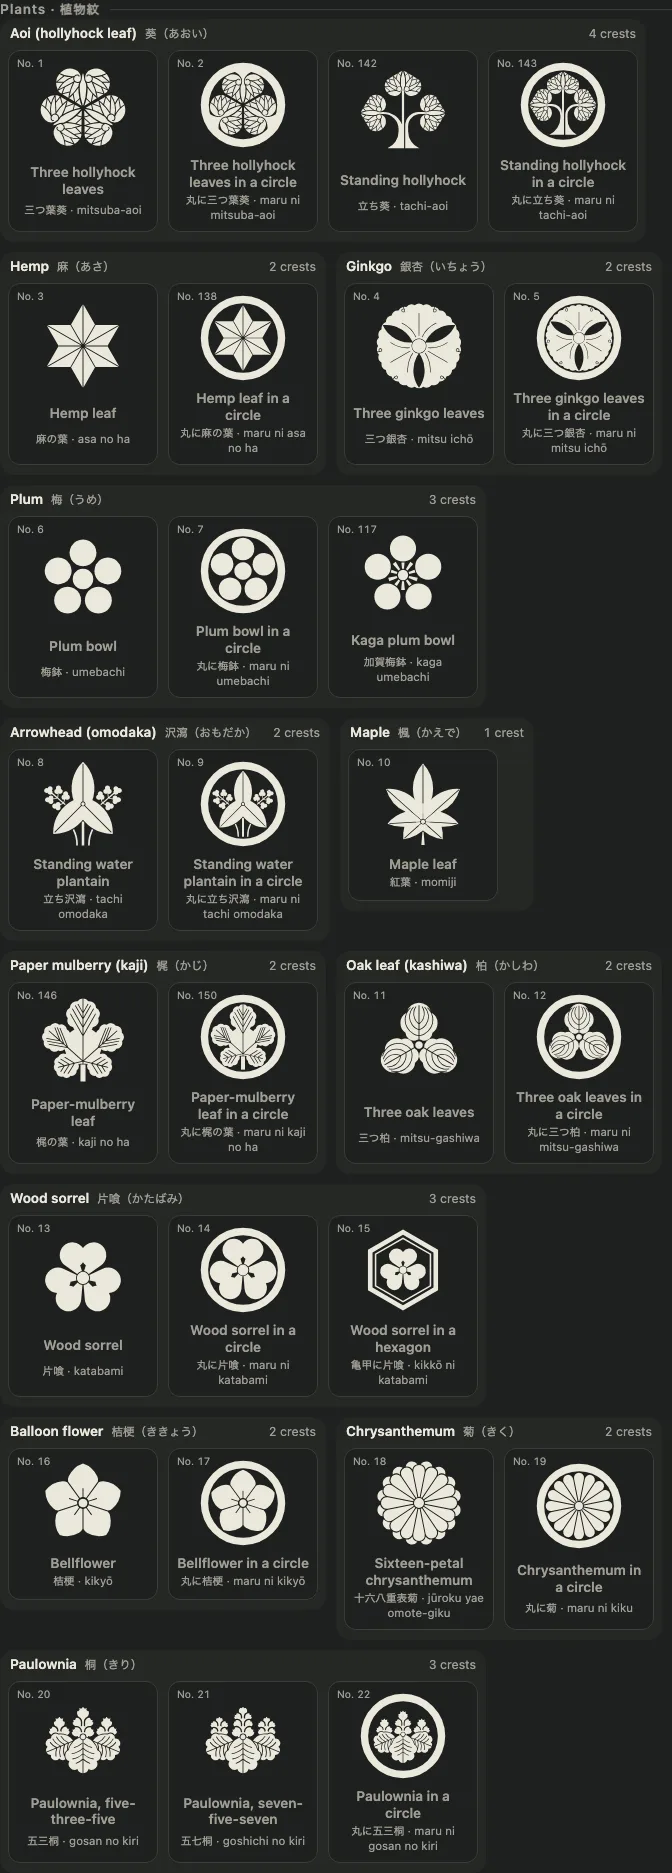 Plants · 植物紋
Aoi (hollyhock leaf) 葵（あおい） 4 crests
No. 1
Three hollyhock
leaves
三つ葉葵 · mitsuba-aoi
No. 2
Three hollyhock
leaves in a circle
丸に三つ葉葵 · maru ni
mitsuba-aoi
No. 142
Standing hollyhock
立ち葵 · tachi-aoi
No. 143
Standing hollyhock
in a circle
丸に立ち葵 · maru ni
tachi-aoi
Hemp 麻（あさ） 2 crests
No. 3
Hemp leaf
麻の葉 · asa no ha
No. 138
Hemp leaf in a
circle
丸に麻の葉 · maru ni asa
no ha
Ginkgo 銀杏（いちょう） 2 crests
No. 4
Three ginkgo leaves
三つ銀杏 · mitsu ichō
No. 5
Three ginkgo leaves
in a circle
丸に三つ銀杏 · maru ni
mitsu ichō
Plum 梅（うめ） 3 crests
No. 6
Plum bowl
梅鉢 · umebachi
No. 7
Plum bowl in a
circle
丸に梅鉢 · maru ni
umebachi
No. 117
Kaga plum bowl
加賀梅鉢 · kaga
umebachi
Arrowhead (omodaka) 沢瀉（おもだか） 2 crests
No. 8
Standing water
plantain
立ち沢瀉 · tachi
omodaka
No. 9
Standing water
plantain in a circle
丸に立ち沢瀉 · maru ni
tachi omodaka
Maple 楓（かえで） 1 crest
No. 10
Maple leaf
紅葉 · momiji
Paper mulberry (kaji) 梶（かじ） 2 crests
No. 146
Paper-mulberry
leaf
梶の葉 · kaji no ha
No. 150
Paper-mulberry
leaf in a circle
丸に梶の葉 · maru ni kaji
no ha
Oak leaf (kashiwa) 柏（かしわ） 2 crests
No. 11
Three oak leaves
三つ柏 · mitsu-gashiwa
No. 12
Three oak leaves in
a circle
丸に三つ柏 · maru ni
mitsu-gashiwa
Wood sorrel 片喰（かたばみ） 3 crests
No. 13
Wood sorrel
片喰 · katabami
No. 14
Wood sorrel in a
circle
丸に片喰 · maru ni
katabami
No. 15
Wood sorrel in a
hexagon
亀甲に片喰 · kikkō ni
katabami
Balloon flower 桔梗（ききょう） 2 crests
No. 16
Bellflower
桔梗 · kikyō
No. 17
Bellflower in a circle
丸に桔梗 · maru ni kikyō
Chrysanthemum 菊（きく） 2 crests
No. 18
Sixteen-petal
chrysanthemum
十六八重表菊 · jūroku yae
omote-giku
No. 19
Chrysanthemum in
a circle
丸に菊 · maru ni kiku
Paulownia 桐（きり） 3 crests
No. 20
Paulownia, five-
three-five
五三桐 · gosan no kiri
No. 21
Paulownia, seven-
five-seven
五七桐 · goshichi no kiri
No. 22
Paulownia in a
circle
丸に五三桐 · maru ni
gosan no kiri